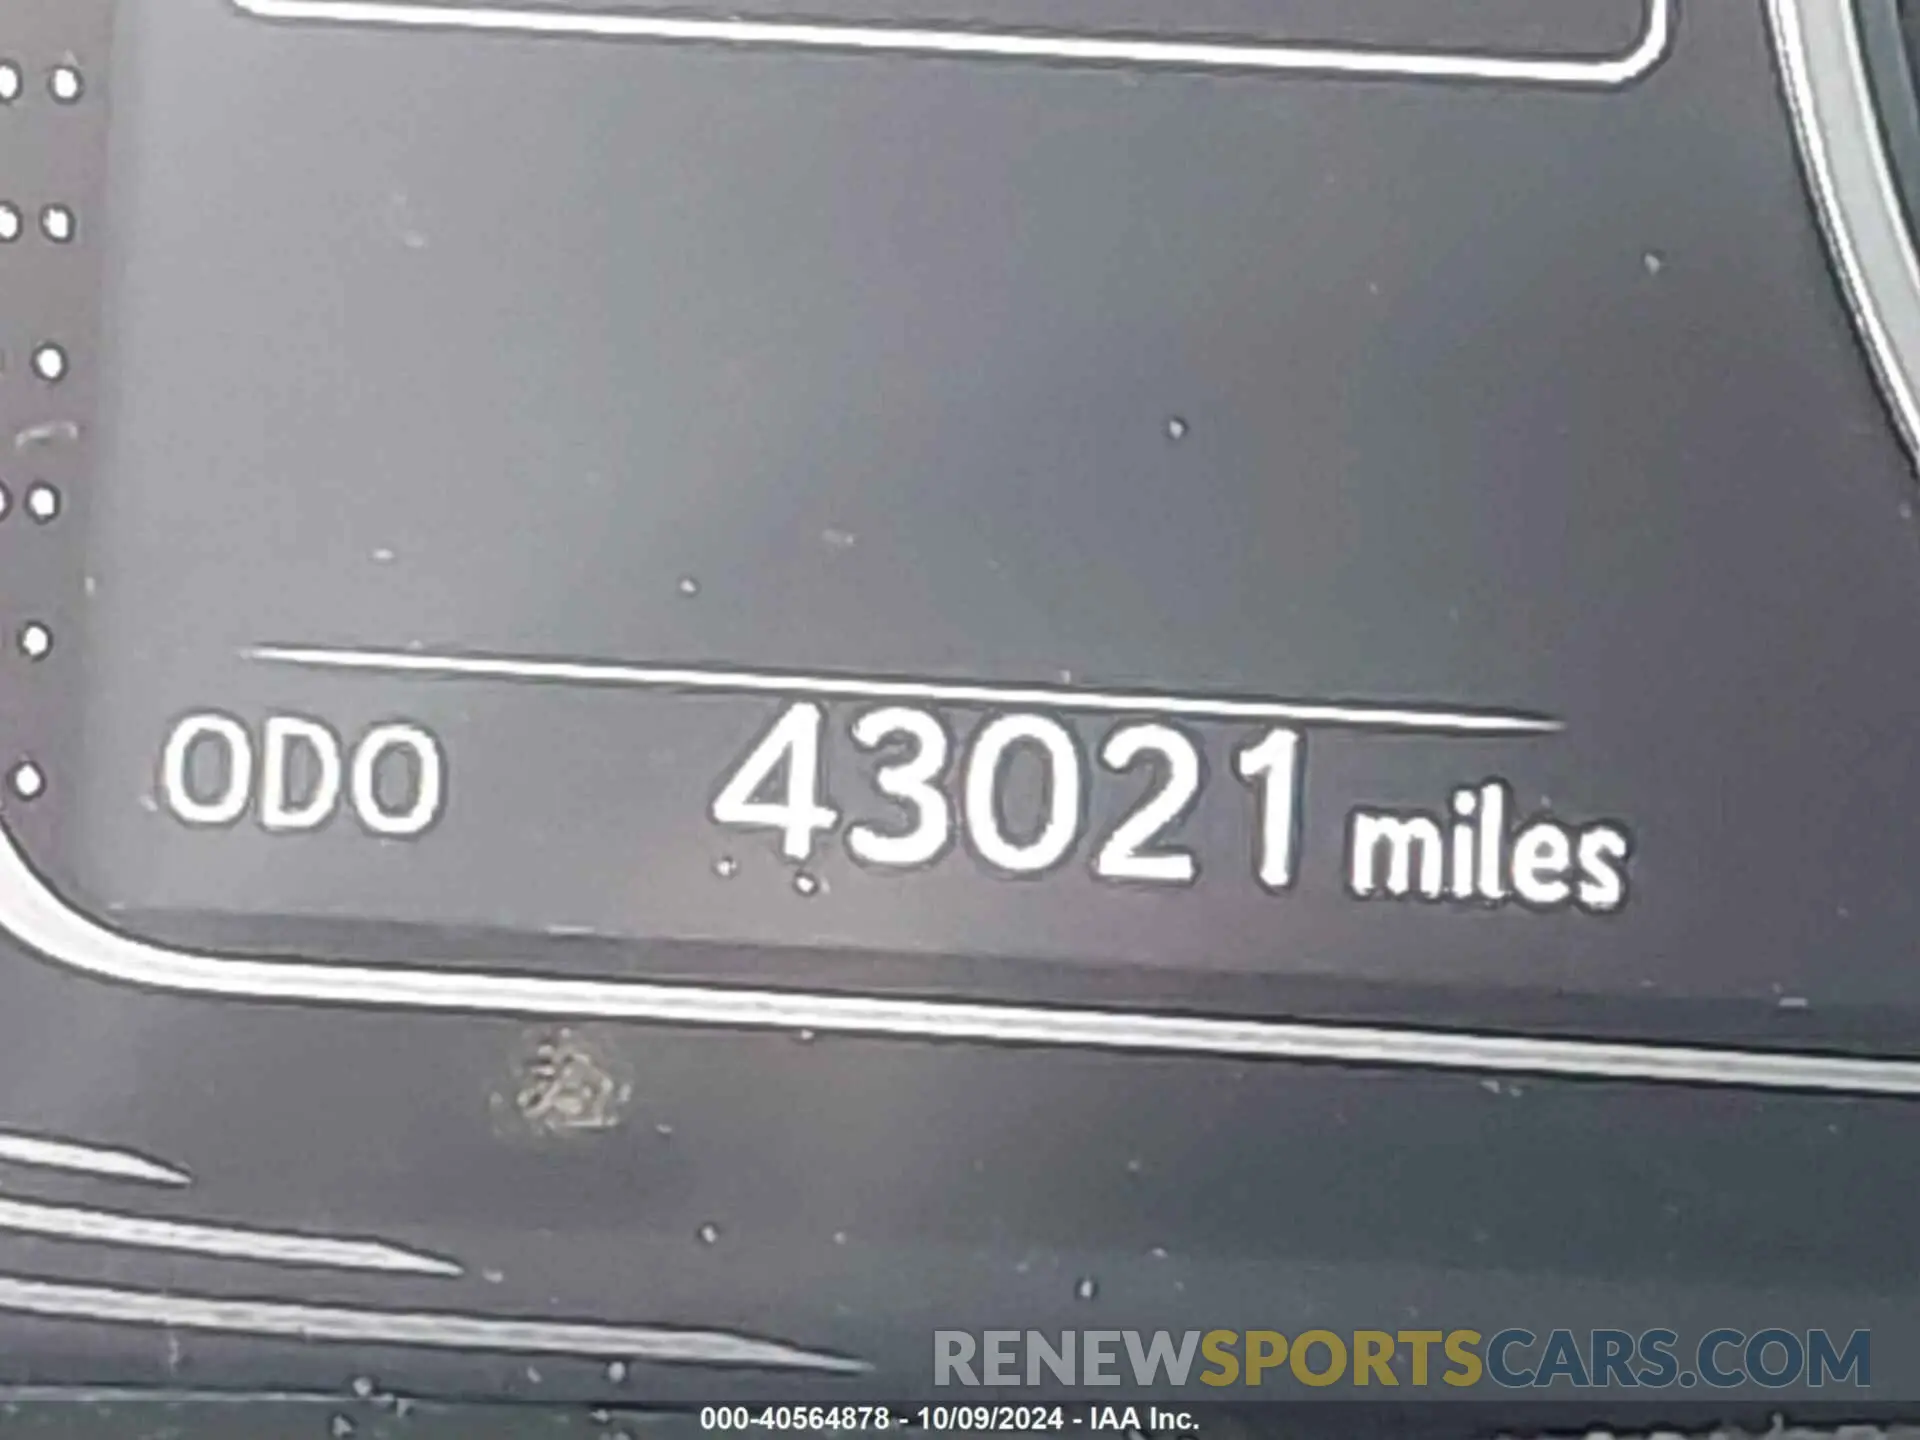 ODO 43021 miles
RENEWSPORTSCARS.COM
000-40564878 - 10/09/2024 - IAA Inc.